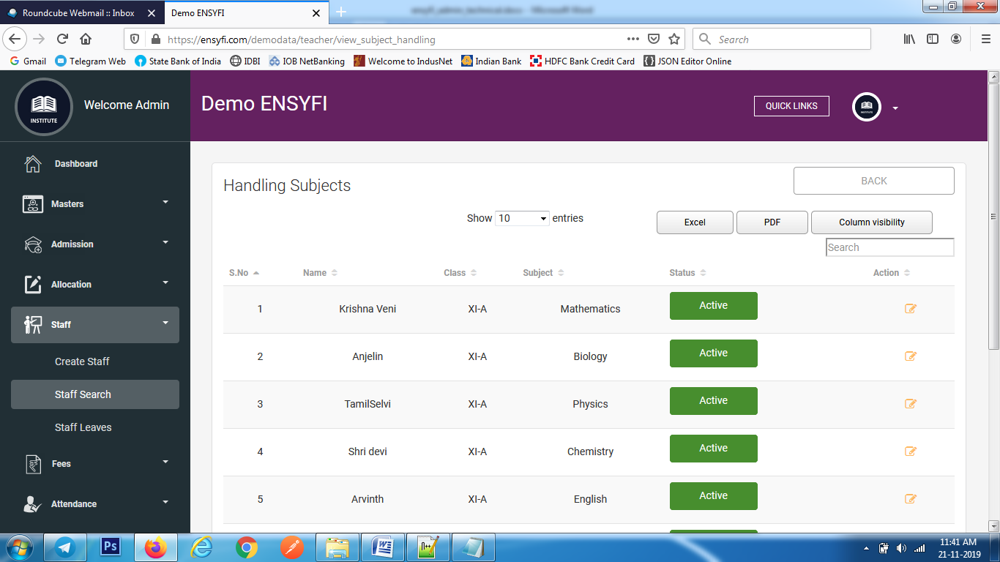 Roundcube Webmail :: Inbox
Demo ENSYFI
ensyfi_admin_technical.docx - Microsoft Word
https://ensyfi.com/demodata/teacher/view_subject_handling
Search
Gmail
Telegram Web
State Bank of India
IDBI
IOB NetBanking
Welcome to IndusNet
Indian Bank
HDFC Bank Credit Card
JSON Editor Online
INSTITUTE
Welcome Admin
Demo ENSYFI
QUICK LINKS
Dashboard
Masters
Admission
Allocation
Staff
Create Staff
Staff Search
Staff Leaves
Fees
Attendance
Handling Subjects
BACK
Show 10 entries
Excel
PDF
Column visibility
Search
S.No Name Class Subject Status Action
1 Krishna Veni XI-A Mathematics Active
2 Anjelin XI-A Biology Active
3 TamilSelvi XI-A Physics Active
4 Shri devi XI-A Chemistry Active
5 Arvinth XI-A English Active
Ps
11:41 AM
21-11-2019